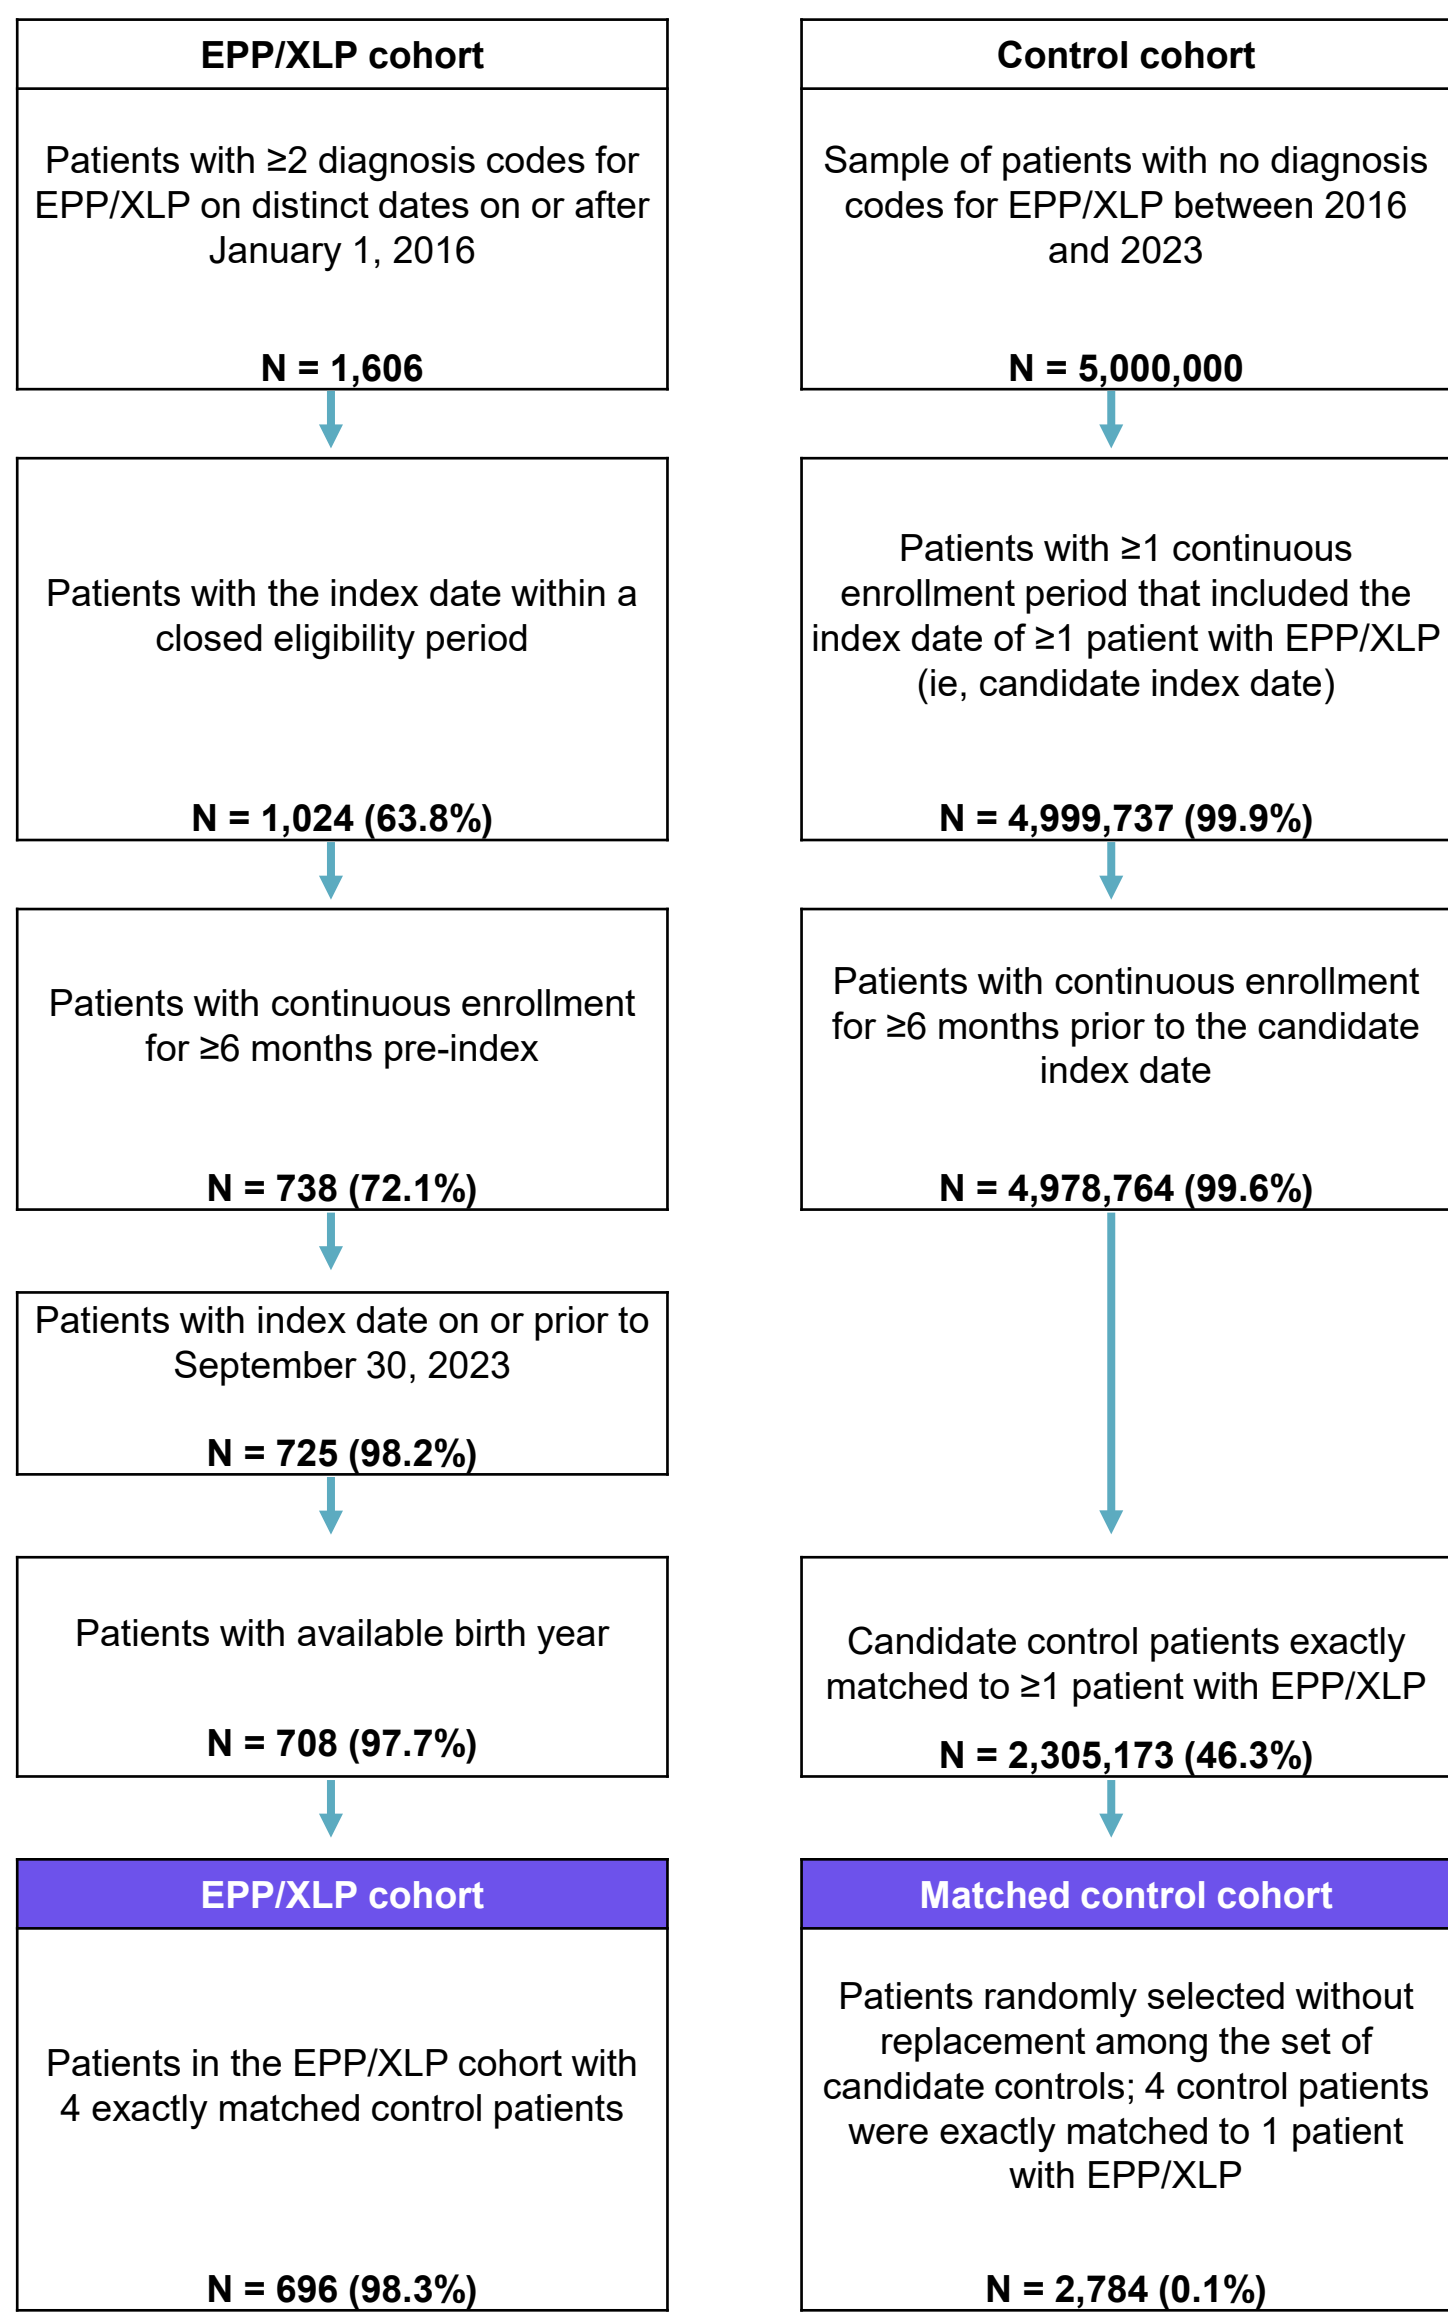 EPP/XLP cohort
Patients with ≥2 diagnosis codes for
EPP/XLP on distinct dates on or after
January 1, 2016
N = 1,606
Patients with the index date within a
closed eligibility period
N = 1,024 (63.8%)
Patients with continuous enrollment
for ≥6 months pre-index
N = 738 (72.1%)
Patients with index date on or prior to
September 30, 2023
N = 725 (98.2%)
Patients with available birth year
N = 708 (97.7%)
EPP/XLP cohort
Patients in the EPP/XLP cohort with
4 exactly matched control patients
N = 696 (98.3%)
Control cohort
Sample of patients with no diagnosis
codes for EPP/XLP between 2016
and 2023
N = 5,000,000
Patients with ≥1 continuous
enrollment period that included the
index date of ≥1 patient with EPP/XLP
(ie, candidate index date)
N = 4,999,737 (99.9%)
Patients with continuous enrollment
for ≥6 months prior to the candidate
index date
N = 4,978,764 (99.6%)
Candidate control patients exactly
matched to ≥1 patient with EPP/XLP
N = 2,305,173 (46.3%)
Matched control cohort
Patients randomly selected without
replacement among the set of
candidate controls; 4 control patients
were exactly matched to 1 patient
with EPP/XLP
N = 2,784 (0.1%)